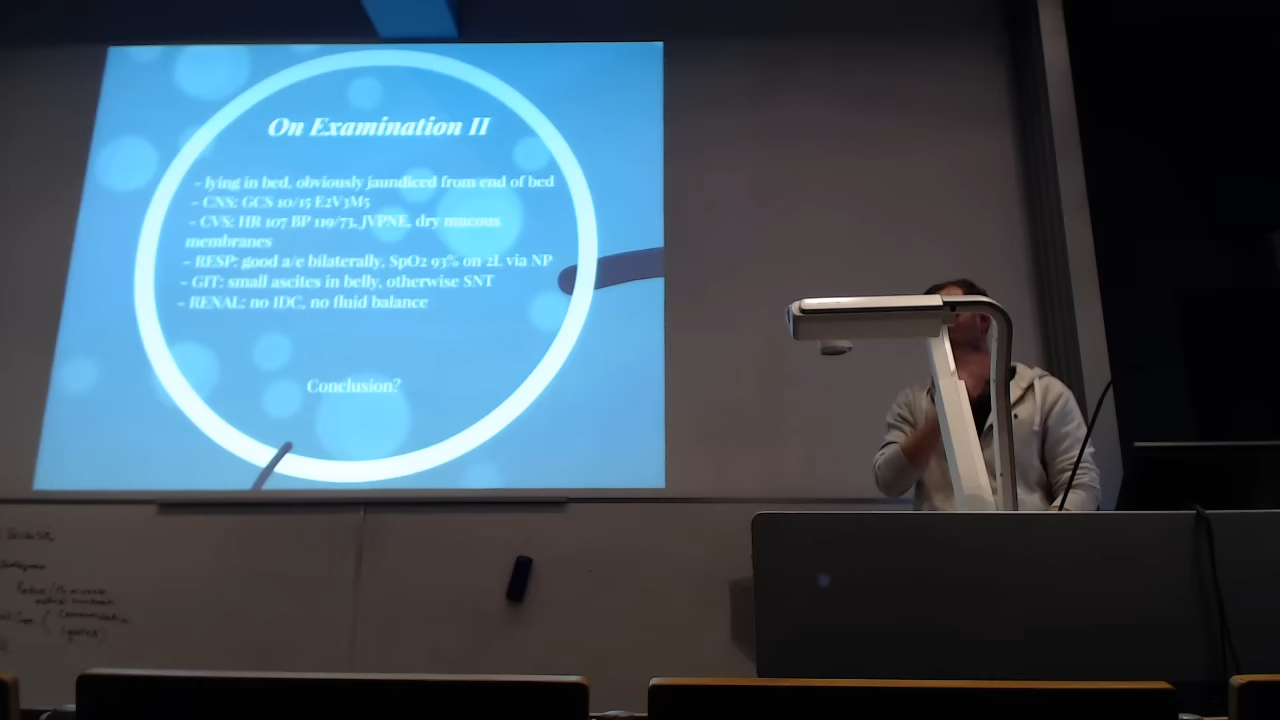 On Examination II
- lying in bed, obviously jaundiced from end of bed
- CNS: GCS 10/15 E2V3M5
- CVS: HR 107 BP 119/73, JVPNE, dry mucous
membranes
- RESP: good a/e bilaterally, SpO2 93% on 2L via NP
- GIT: small ascites in belly, otherwise SNT
- RENAL: no IDC, no fluid balance
Conclusion?